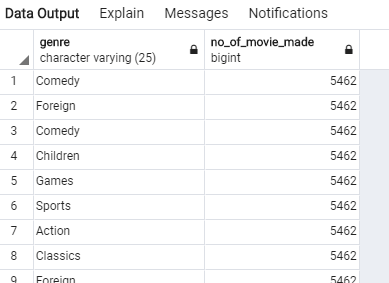 Data Output Explain Messages Notifications
genre no_of_movie_made
character varying (25) bigint
1 Comedy 5462
2 Foreign 5462
3 Comedy 5462
4 Children 5462
5 Games 5462
6 Sports 5462
7 Action 5462
8 Classics 5462
9 Foreign 5462